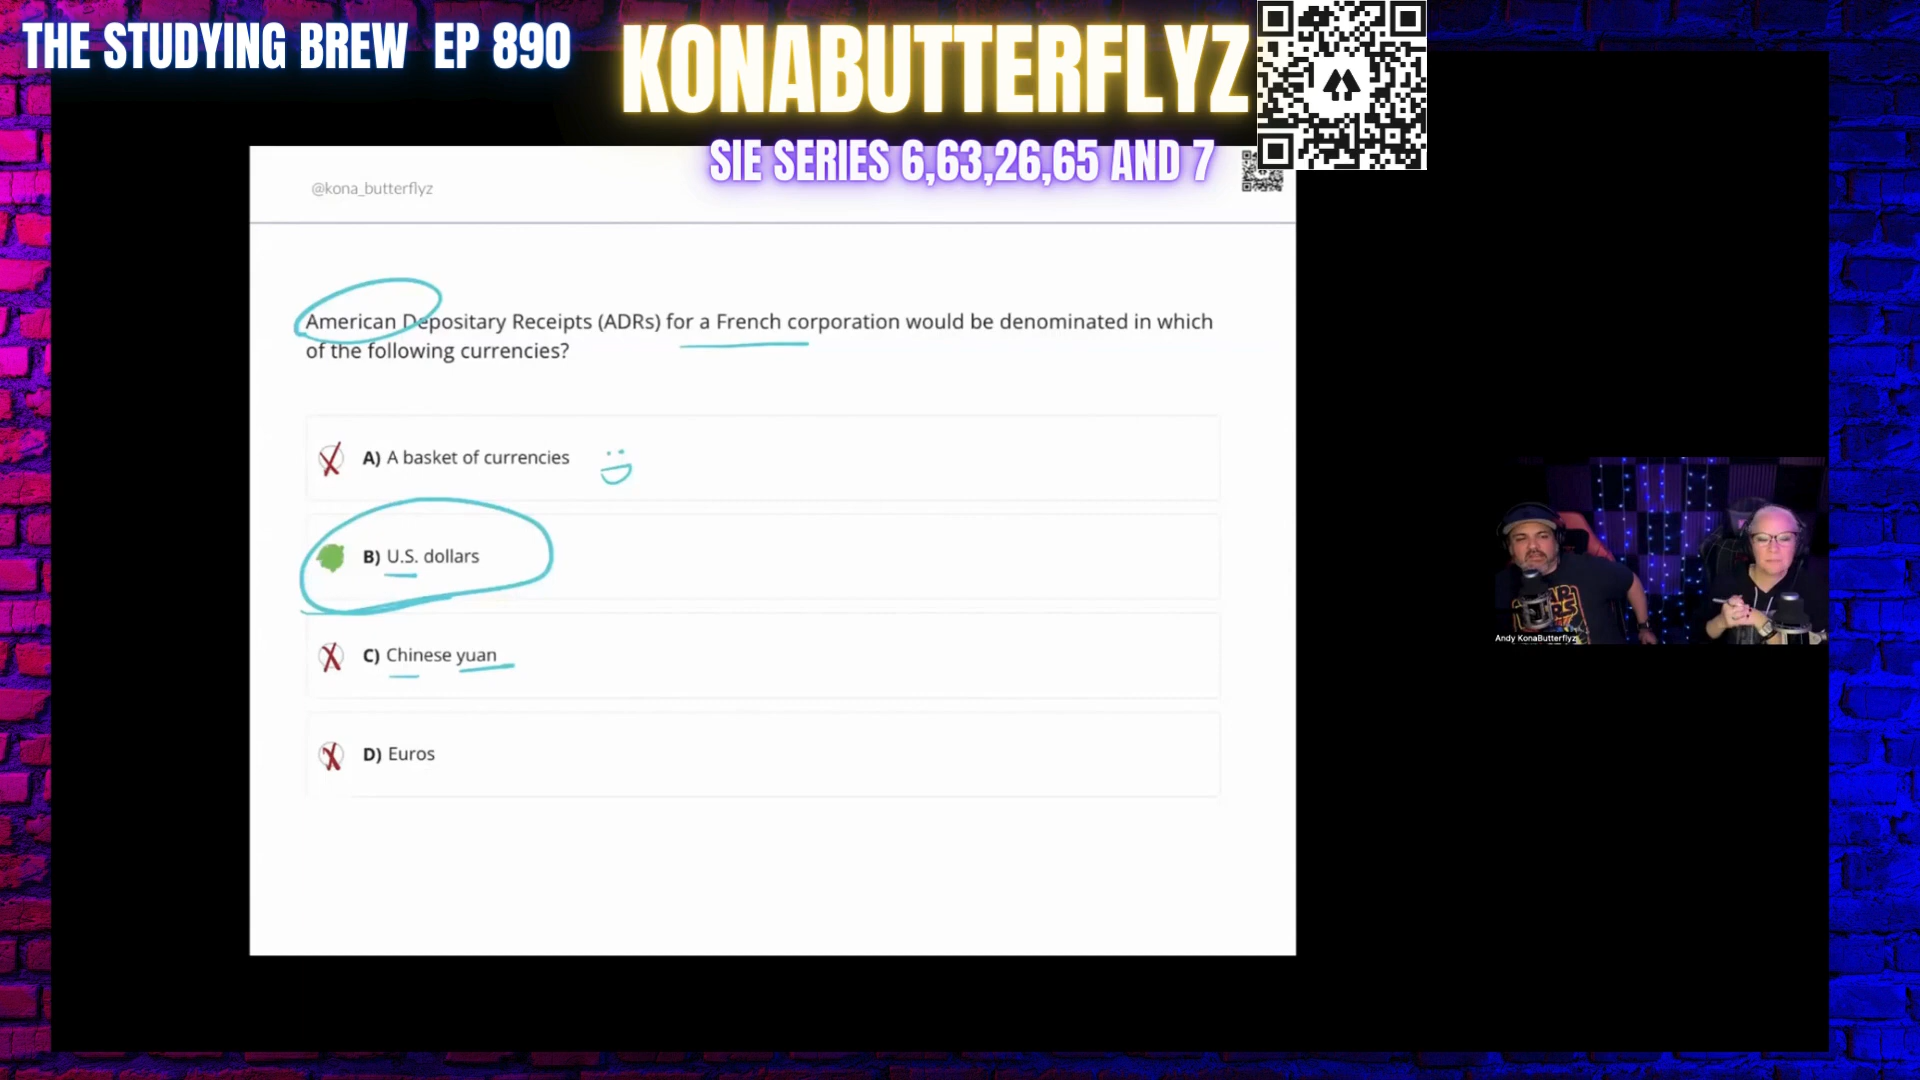 THE STUDYING BREW EP 890
KONABUTTERFLYZ
SIE SERIES 6,63,26,65 AND 7
@kona_butterflyz
American Depositary Receipts (ADRs) for a French corporation would be denominated in which
of the following currencies?
A) A basket of currencies
B) U.S. dollars
C) Chinese yuan
D) Euros
Andy KonaButterflyz